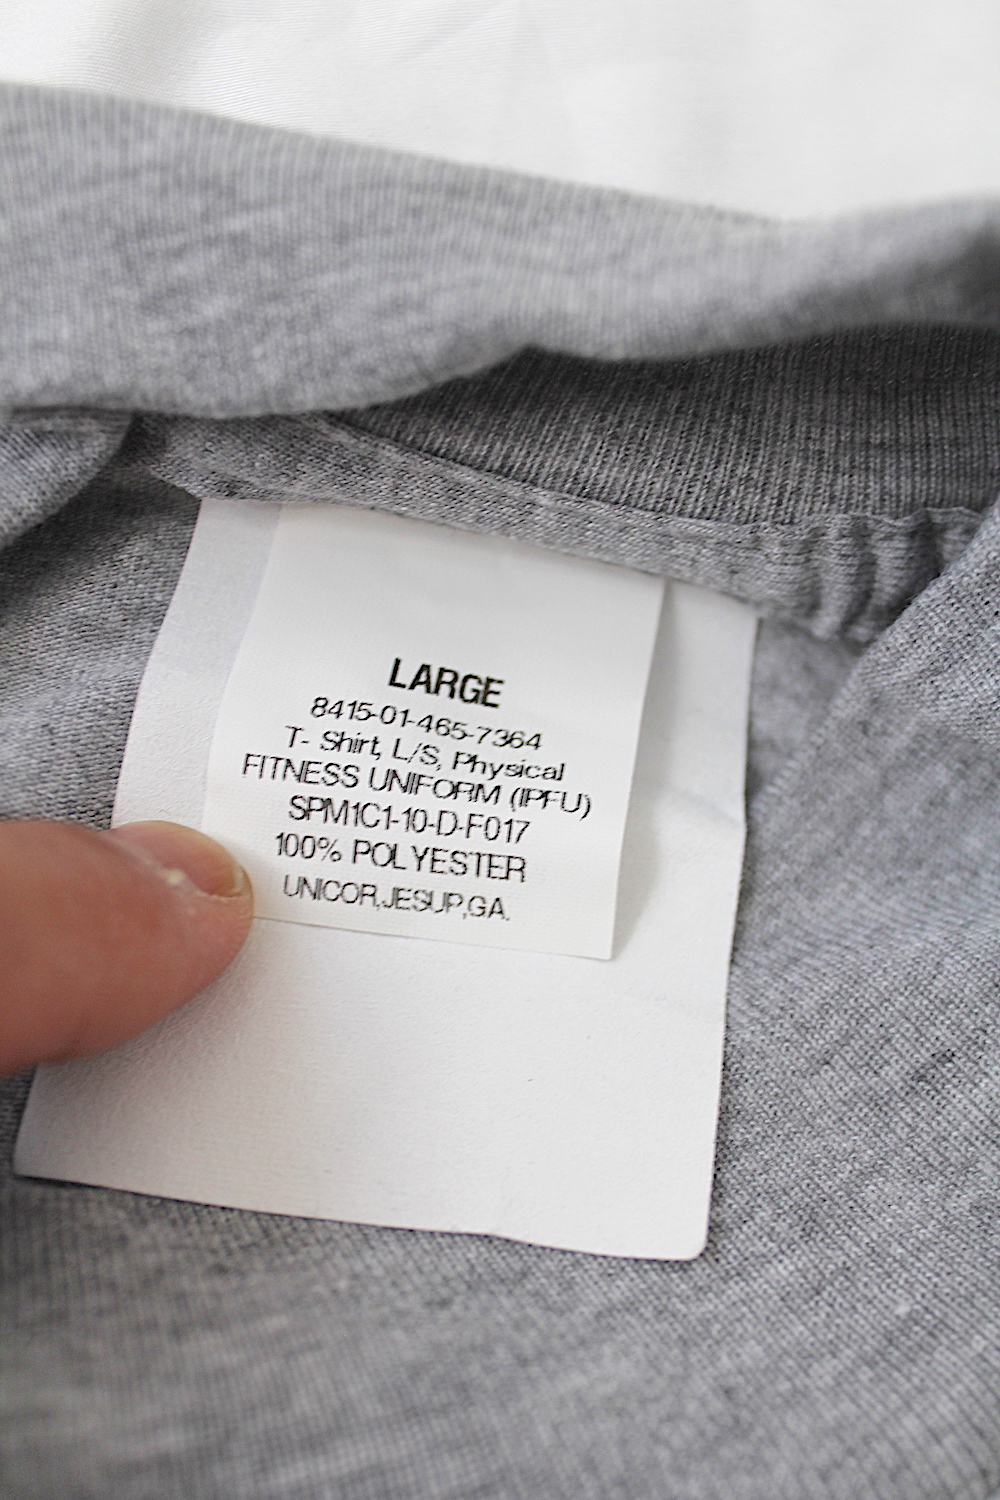 LARGE
8415-01-465-7364
T- Shirt, L/S, Physical
FITNESS UNIFORM (IPFU)
SPM1C1-10-D-F017
100% POLYESTER
UNICOR,JESUP,GA.